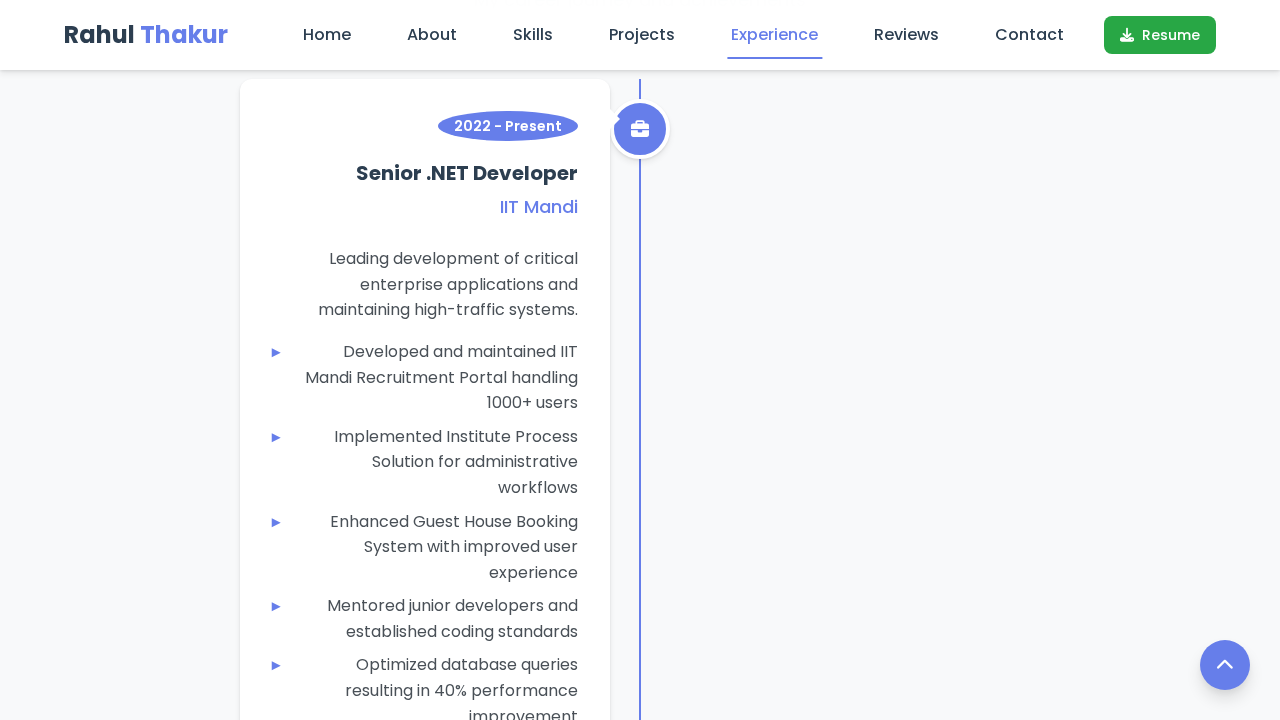 Rahul Thakur
Home
About
Skills
Projects
Experience
Reviews
Contact
Resume
2022 - Present
Senior .NET Developer
IIT Mandi
Leading development of critical
enterprise applications and
maintaining high-traffic systems.
► Developed and maintained IIT
Mandi Recruitment Portal handling
1000+ users
► Implemented Institute Process
Solution for administrative
workflows
► Enhanced Guest House Booking
System with improved user
experience
► Mentored junior developers and
established coding standards
► Optimized database queries
resulting in 40% performance
improvement